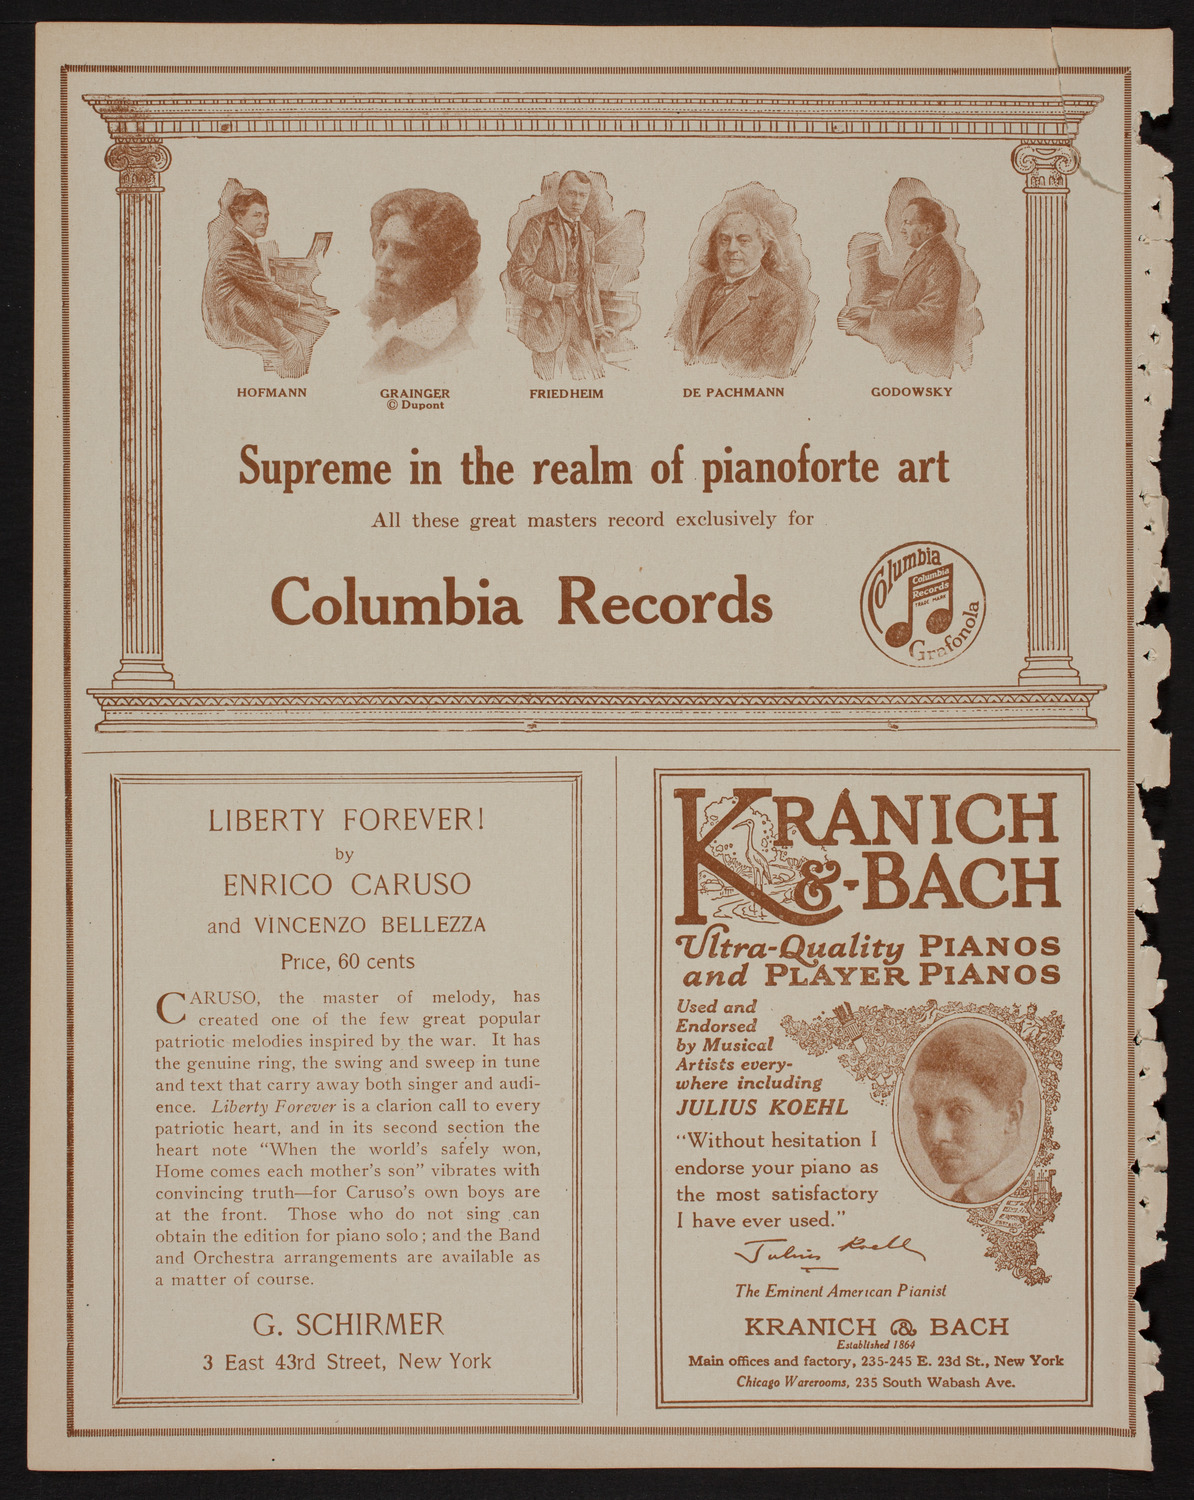 HOFMANN
GRAINGER
© Dupont
FRIEDHEIM
DE PACHMANN
GODOWSKY
Supreme in the realm of pianoforte art
All these great masters record exclusively for
Columbia Records
Columbia
Columbia
Records
TRADE MARK
Grafonola
LIBERTY FOREVER!
by
ENRICO CARUSO
and VINCENZO BELLEZZA
Price, 60 cents
CARUSO, the master of melody, has
created one of the few great popular
patriotic melodies inspired by the war. It has
the genuine ring, the swing and sweep in tune
and text that carry away both singer and audi-
ence. Liberty Forever is a clarion call to every
patriotic heart, and in its second section the
heart note “When the world’s safely won,
Home comes each mother’s son” vibrates with
convincing truth—for Caruso’s own boys are
at the front. Those who do not sing can
obtain the edition for piano solo; and the Band
and Orchestra arrangements are available as
a matter of course.
G. SCHIRMER
3 East 43rd Street, New York
KRANICH
&-BACH
Ultra-Quality PIANOS
and PLAYER PIANOS
Used and
Endorsed
by Musical
Artists every-
where including
JULIUS KOEHL
“Without hesitation I
endorse your piano as
the most satisfactory
I have ever used.”
Julius Koehl
The Eminent American Pianist
KRANICH & BACH
Established 1864
Main offices and factory, 235-245 E. 23d St., New York
Chicago Warerooms, 235 South Wabash Ave.